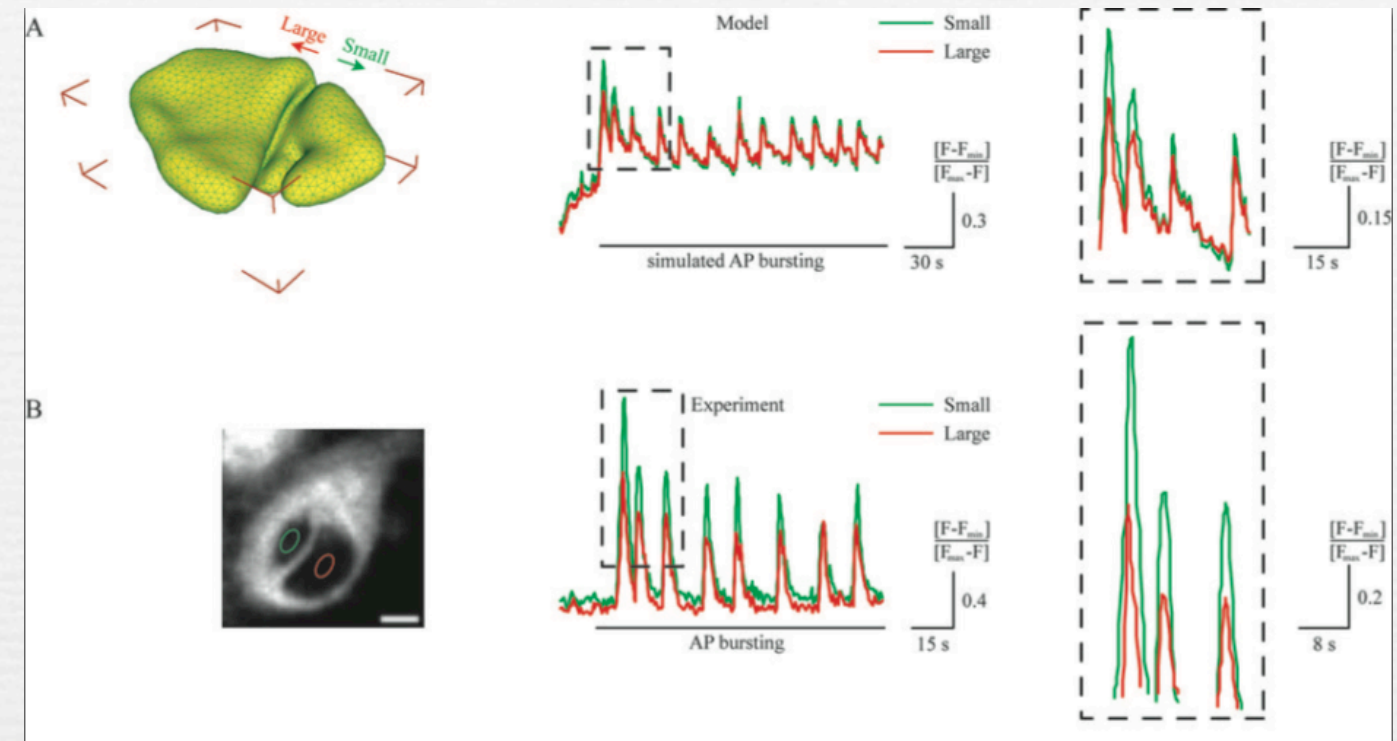 A
Large
Small
Model
Small
Large
[F-Fmin]
[Fmax-F]
0.3
simulated AP bursting
30 s
[F-Fmin]
[Fmax-F]
0.15
15 s
B
Experiment
Small
Large
[F-Fmin]
[Fmax-F]
0.4
AP bursting
15 s
[F-Fmin]
[Fmax-F]
0.2
8 s